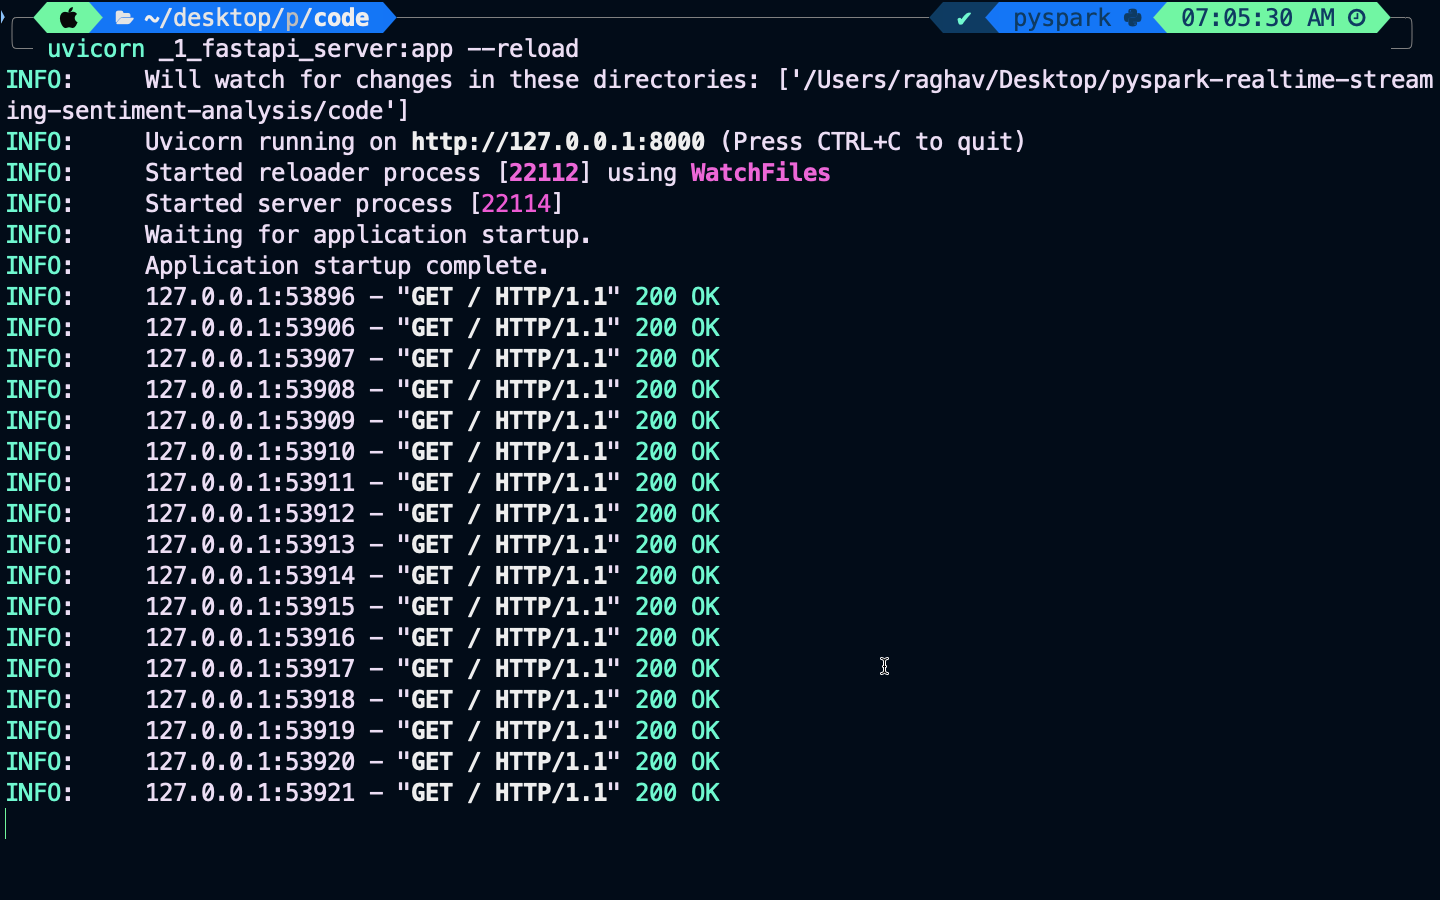 ~/desktop/p/code ✔ pyspark 07:05:30 AM
uvicorn _1_fastapi_server:app --reload
INFO: Will watch for changes in these directories: ['/Users/raghav/Desktop/pyspark-realtime-stream
ing-sentiment-analysis/code']
INFO: Uvicorn running on http://127.0.0.1:8000 (Press CTRL+C to quit)
INFO: Started reloader process [22112] using WatchFiles
INFO: Started server process [22114]
INFO: Waiting for application startup.
INFO: Application startup complete.
INFO: 127.0.0.1:53896 - "GET / HTTP/1.1" 200 OK
INFO: 127.0.0.1:53906 - "GET / HTTP/1.1" 200 OK
INFO: 127.0.0.1:53907 - "GET / HTTP/1.1" 200 OK
INFO: 127.0.0.1:53908 - "GET / HTTP/1.1" 200 OK
INFO: 127.0.0.1:53909 - "GET / HTTP/1.1" 200 OK
INFO: 127.0.0.1:53910 - "GET / HTTP/1.1" 200 OK
INFO: 127.0.0.1:53911 - "GET / HTTP/1.1" 200 OK
INFO: 127.0.0.1:53912 - "GET / HTTP/1.1" 200 OK
INFO: 127.0.0.1:53913 - "GET / HTTP/1.1" 200 OK
INFO: 127.0.0.1:53914 - "GET / HTTP/1.1" 200 OK
INFO: 127.0.0.1:53915 - "GET / HTTP/1.1" 200 OK
INFO: 127.0.0.1:53916 - "GET / HTTP/1.1" 200 OK
INFO: 127.0.0.1:53917 - "GET / HTTP/1.1" 200 OK
INFO: 127.0.0.1:53918 - "GET / HTTP/1.1" 200 OK
INFO: 127.0.0.1:53919 - "GET / HTTP/1.1" 200 OK
INFO: 127.0.0.1:53920 - "GET / HTTP/1.1" 200 OK
INFO: 127.0.0.1:53921 - "GET / HTTP/1.1" 200 OK